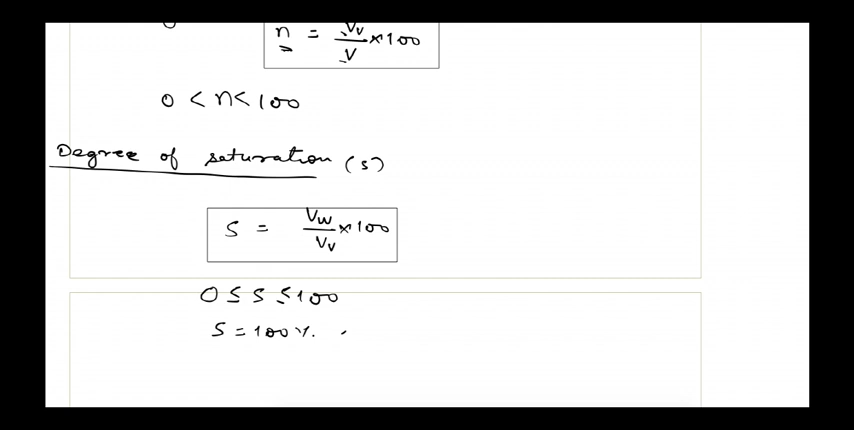 n = Vv/V × 100
0 < n < 100
Degree of saturation (s)
S = Vw/Vv × 100
0 ≤ S ≤ 100
S = 100 %.